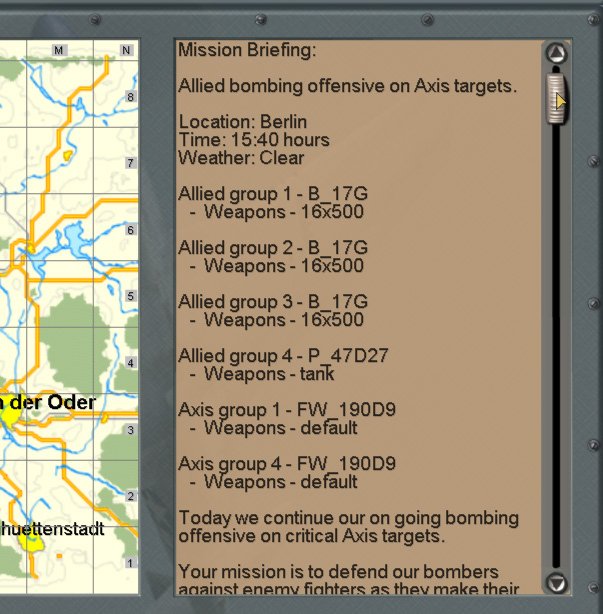 Mission Briefing:
Allied bombing offensive on Axis targets.
Location: Berlin
Time: 15:40 hours
Weather: Clear
Allied group 1 - B_17G
- Weapons - 16x500
Allied group 2 - B_17G
- Weapons - 16x500
Allied group 3 - B_17G
- Weapons - 16x500
Allied group 4 - P_47D27
- Weapons - tank
Axis group 1 - FW_190D9
- Weapons - default
Axis group 4 - FW_190D9
- Weapons - default
Today we continue our on going bombing
offensive on critical Axis targets.
Your mission is to defend our bombers
against enemy fighters as they make their
M N
8
7
6
5
4
3
2
1
der Oder
huettenstadt